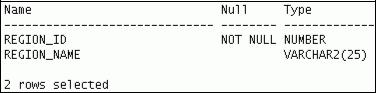 Name Null Type
------------------------------ -------- ------------
REGION_ID NOT NULL NUMBER
REGION_NAME VARCHAR2(25)
2 rows selected